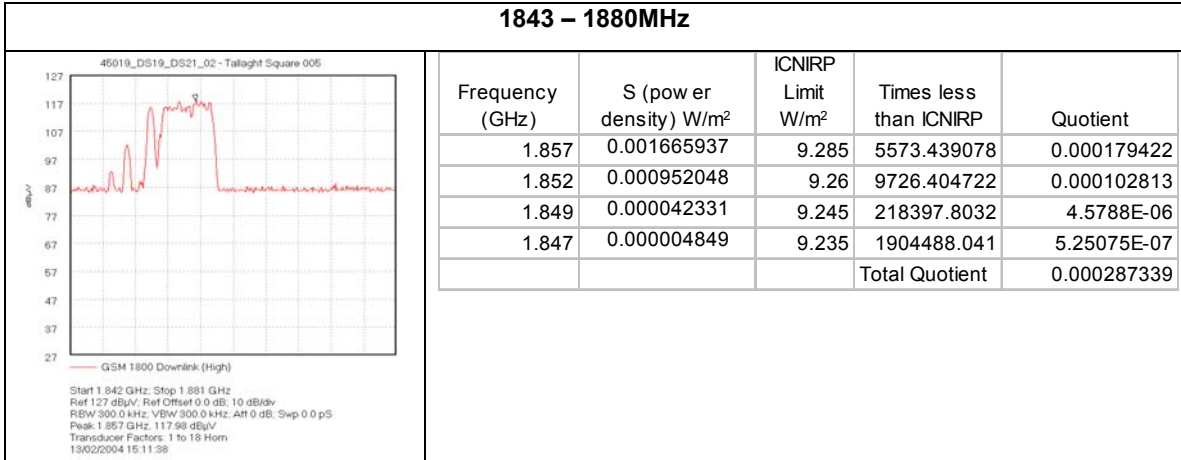 1843 – 1880MHz
45019_DS19_DS21_02 - Tallaght Square 005
127
117
107
97
87
77
67
57
47
37
27
dBµV
GSM 1800 Downlink (High)
Start 1.842 GHz; Stop 1.881 GHz
Ref 127 dBµV; Ref Offset 0.0 dB; 10 dB/div
RBW 300.0 kHz; VBW 300.0 kHz; Att 0 dB; Swp 0.0 pS
Peak 1.857 GHz, 117.98 dBµV
Transducer Factors: 1 to 18 Horn
13/02/2004 15:11:38
Frequency (GHz) S (pow er density) W/m² ICNIRP Limit W/m² Times less than ICNIRP Quotient
1.857 0.001665937 9.285 5573.439078 0.000179422
1.852 0.000952048 9.26 9726.404722 0.000102813
1.849 0.000042331 9.245 218397.8032 4.5788E-06
1.847 0.000004849 9.235 1904488.041 5.25075E-07
Total Quotient 0.000287339